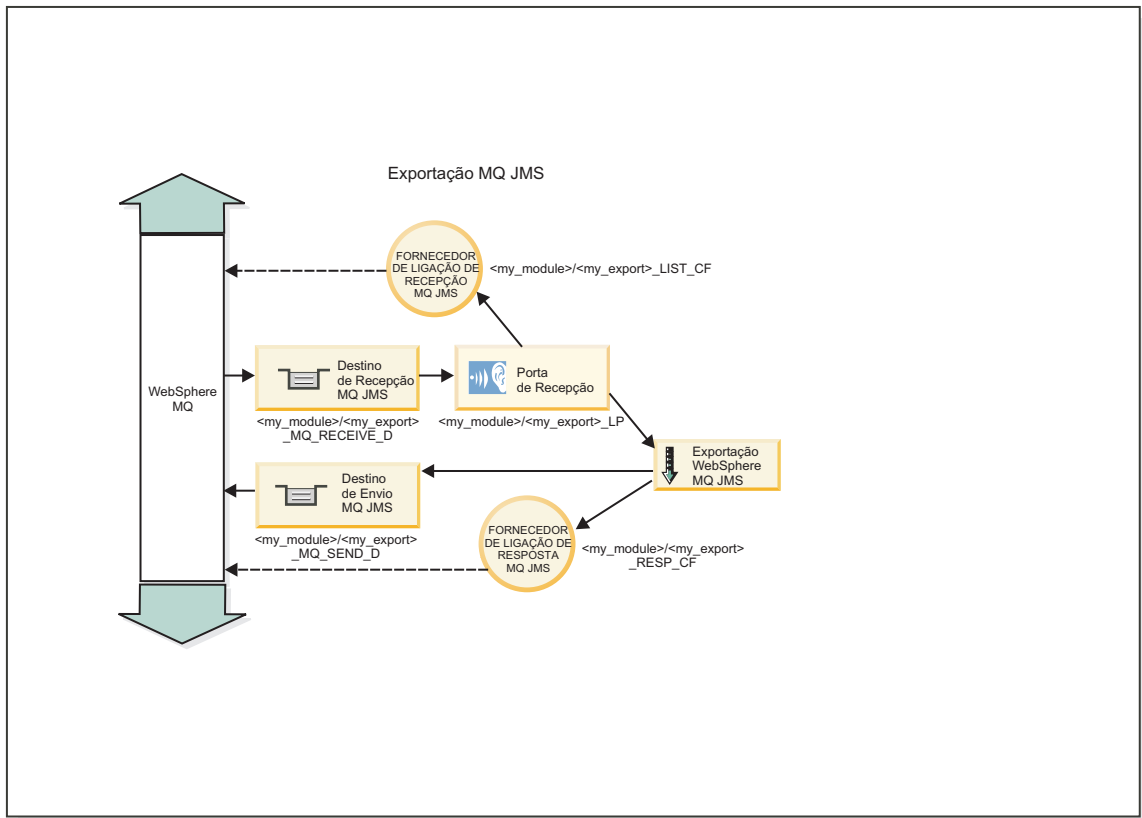 Exportação MQ JMS
FORNECEDOR
DE LIGAÇÃO DE
RECEPÇÃO
MQ JMS
<my_module>/<my_export>_LIST_CF
WebSphere
MQ
Destino
de Recepção
MQ JMS
<my_module>/<my_export>
_MQ_RECEIVE_D
Porta
de Recepção
<my_module>/<my_export>_LP
Exportação
WebSphere
MQ JMS
Destino
de Envio
MQ JMS
<my_module>/<my_export>
_MQ_SEND_D
FORNECEDOR
DE LIGAÇÃO DE
RESPOSTA
MQ JMS
<my_module>/<my_export>
_RESP_CF